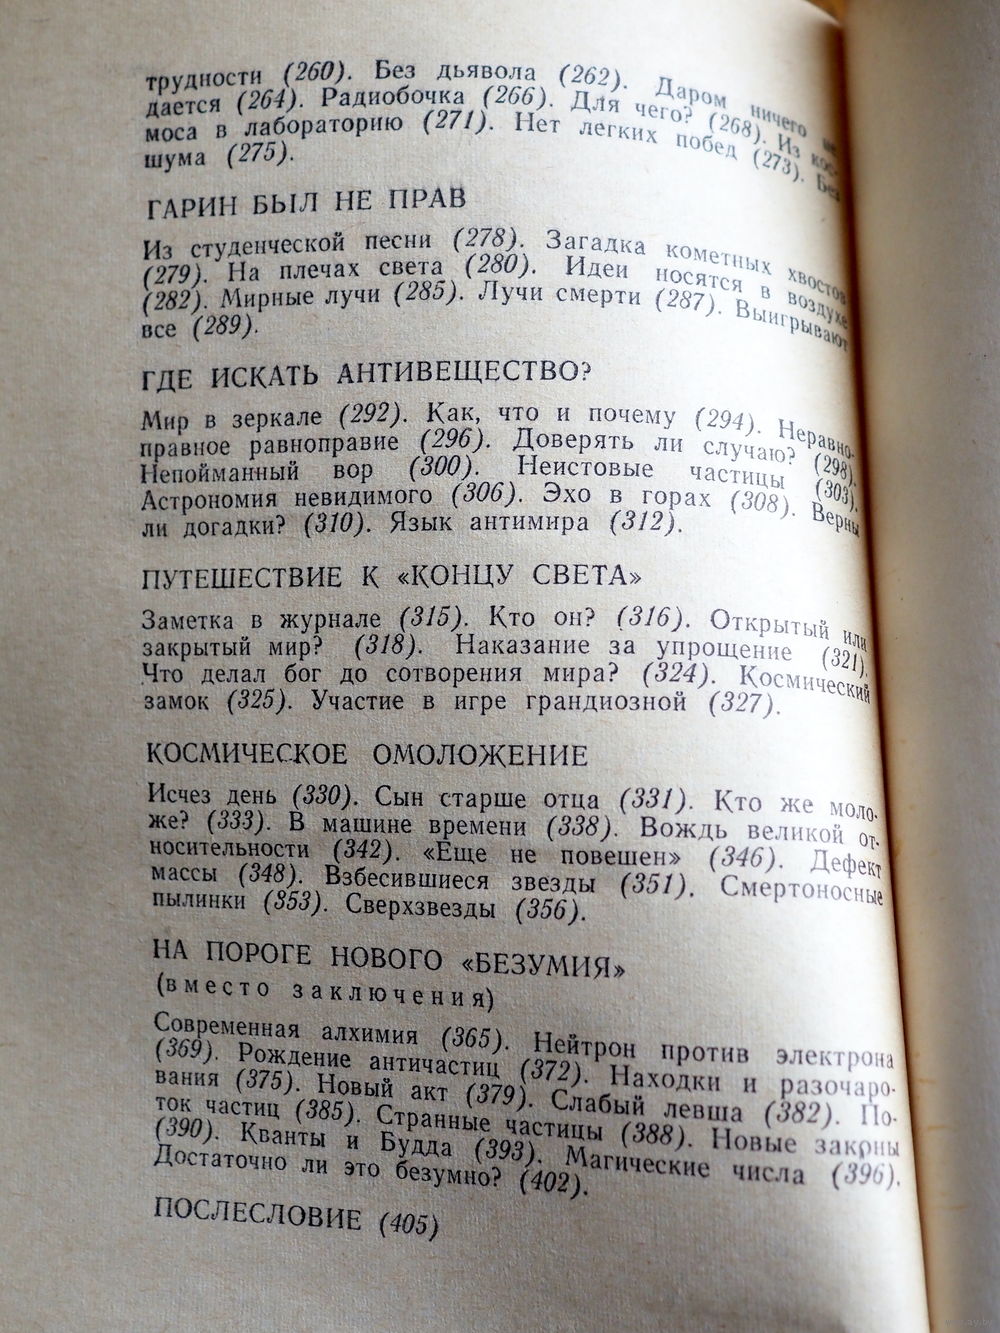 трудности (260). Без дьявола (262). Даром ничего не
дается (264). Радиобочка (266). Для чего? (268). Из кос-
моса в лабораторию (271). Нет легких побед (273). Без
шума (275).
ГАРИН БЫЛ НЕ ПРАВ
Из студенческой песни (278). Загадка кометных хвостов
(279). На плечах света (280). Идеи носятся в воздухе
(282). Мирные лучи (285). Лучи смерти (287). Выигрывают
все (289).
ГДЕ ИСКАТЬ АНТИВЕЩЕСТВО?
Мир в зеркале (292). Как, что и почему (294). Неравно-
правное равноправие (296). Доверять ли случаю? (298).
Непойманный вор (300). Неистовые частицы (303).
Астрономия невидимого (306). Эхо в горах (308). Верны
ли догадки? (310). Язык антимира (312).
ПУТЕШЕСТВИЕ К «КОНЦУ СВЕТА»
Заметка в журнале (315). Кто он? (316). Открытый или
закрытый мир? (318). Наказание за упрощение (321).
Что делал бог до сотворения мира? (324). Космический
замок (325). Участие в игре грандиозной (327).
КОСМИЧЕСКОЕ ОМОЛОЖЕНИЕ
Исчез день (330). Сын старше отца (331). Кто же моло-
же? (333). В машине времени (338). Вождь великой от-
носительности (342). «Еще не повешен» (346). Дефект
массы (348). Взбесившиеся звезды (351). Смертоносные
пылинки (353). Сверхзвезды (356).
НА ПОРОГЕ НОВОГО «БЕЗУМИЯ»
(вместо заключения)
Современная алхимия (365). Нейтрон против электрона
(369). Рождение античастиц (372). Находки и разочаро-
вания (375). Новый акт (379). Слабый левша (382). По-
ток частиц (385). Странные частицы (388). Новые законы
(390). Кванты и Будда (393). Магические числа (396).
Достаточно ли это безумно? (402).
ПОСЛЕСЛОВИЕ (405)